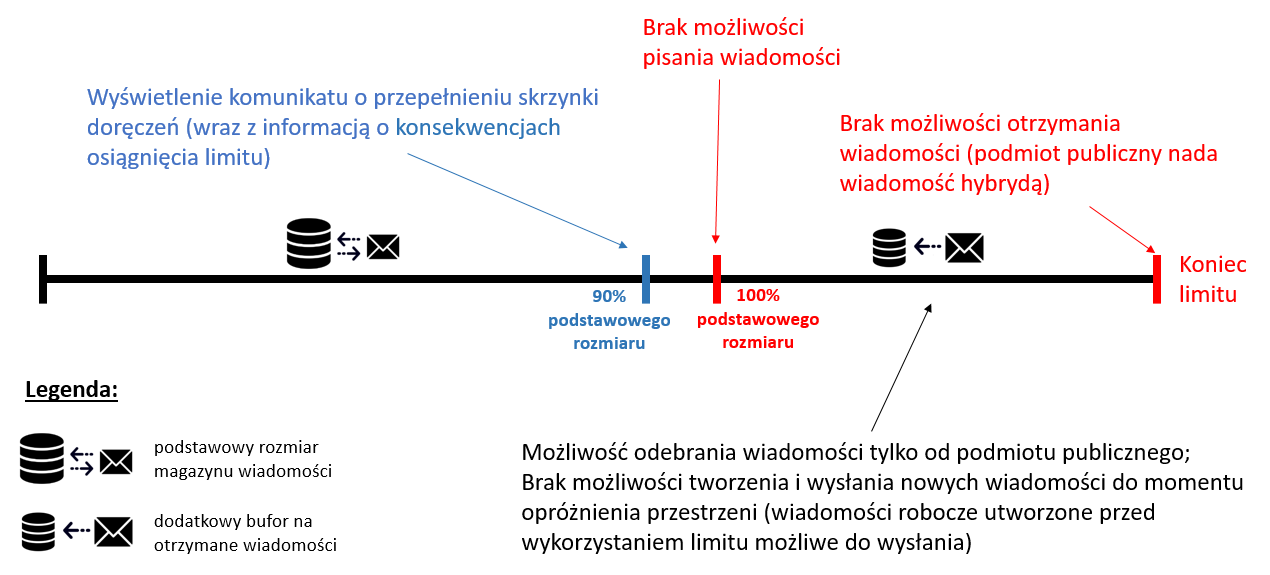 Brak możliwości
pisania wiadomości
Wyświetlenie komunikatu o przepełnieniu skrzynki
doręczeń (wraz z informacją o konsekwencjach
osiągnięcia limitu)
Brak możliwości otrzymania
wiadomości (podmiot publiczny nada
wiadomość hybrydą)
Koniec
limitu
90%
podstawowego
rozmiaru
100%
podstawowego
rozmiaru
Legenda:
podstawowy rozmiar
magazynu wiadomości
dodatkowy bufor na
otrzymane wiadomości
Możliwość odebrania wiadomości tylko od podmiotu publicznego;
Brak możliwości tworzenia i wysłania nowych wiadomości do momentu
opróżnienia przestrzeni (wiadomości robocze utworzone przed
wykorzystaniem limitu możliwe do wysłania)